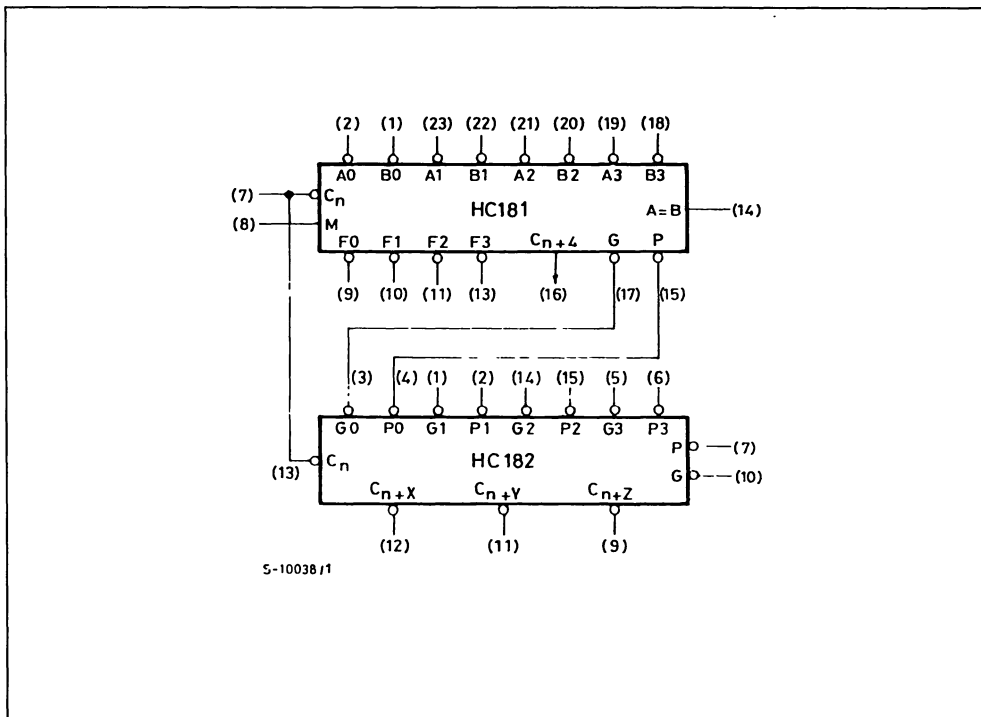 (2) (1) (23) (22) (21) (20) (19) (18)
A0 B0 A1 B1 A2 B2 A3 B3
(7) Cn
HC181
A=B (14)
(8) M
F0 F1 F2 F3 Cn+4 G P
(9) (10) (11) (13) (16) (17) (15)
(3) (4) (1) (2) (14) (15) (5) (6)
G0 P0 G1 P1 G2 P2 G3 P3
P (7)
(13) Cn
HC182
G (10)
Cn+X Cn+Y Cn+Z
(12) (11) (9)
S-10038/1